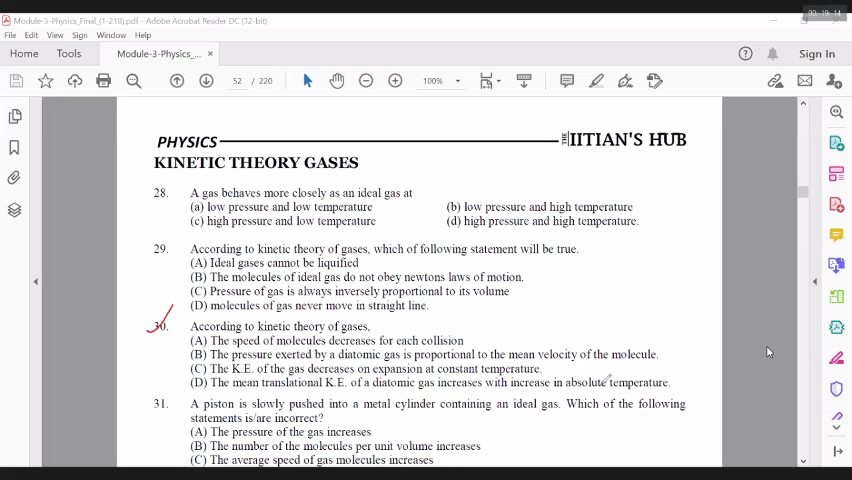 00:19:14
Module-3-Physics_Final_(1-218).pdf - Adobe Acrobat Reader DC (32-bit)
File Edit View Sign Window Help
Home Tools Module-3-Physics_... × Sign In
52 / 220 100%
PHYSICS THE IITIAN'S HUB
KINETIC THEORY GASES
28. A gas behaves more closely as an ideal gas at
(a) low pressure and low temperature (b) low pressure and high temperature
(c) high pressure and low temperature (d) high pressure and high temperature.
29. According to kinetic theory of gases, which of following statement will be true.
(A) Ideal gases cannot be liquified
(B) The molecules of ideal gas do not obey newtons laws of motion.
(C) Pressure of gas is always inversely proportional to its volume
(D) molecules of gas never move in straight line.
30. According to kinetic theory of gases,
(A) The speed of molecules decreases for each collision
(B) The pressure exerted by a diatomic gas is proportional to the mean velocity of the molecule.
(C) The K.E. of the gas decreases on expansion at constant temperature.
(D) The mean translational K.E. of a diatomic gas increases with increase in absolute temperature.
31. A piston is slowly pushed into a metal cylinder containing an ideal gas. Which of the following
statements is/are incorrect?
(A) The pressure of the gas increases
(B) The number of the molecules per unit volume increases
(C) The average speed of gas molecules increases